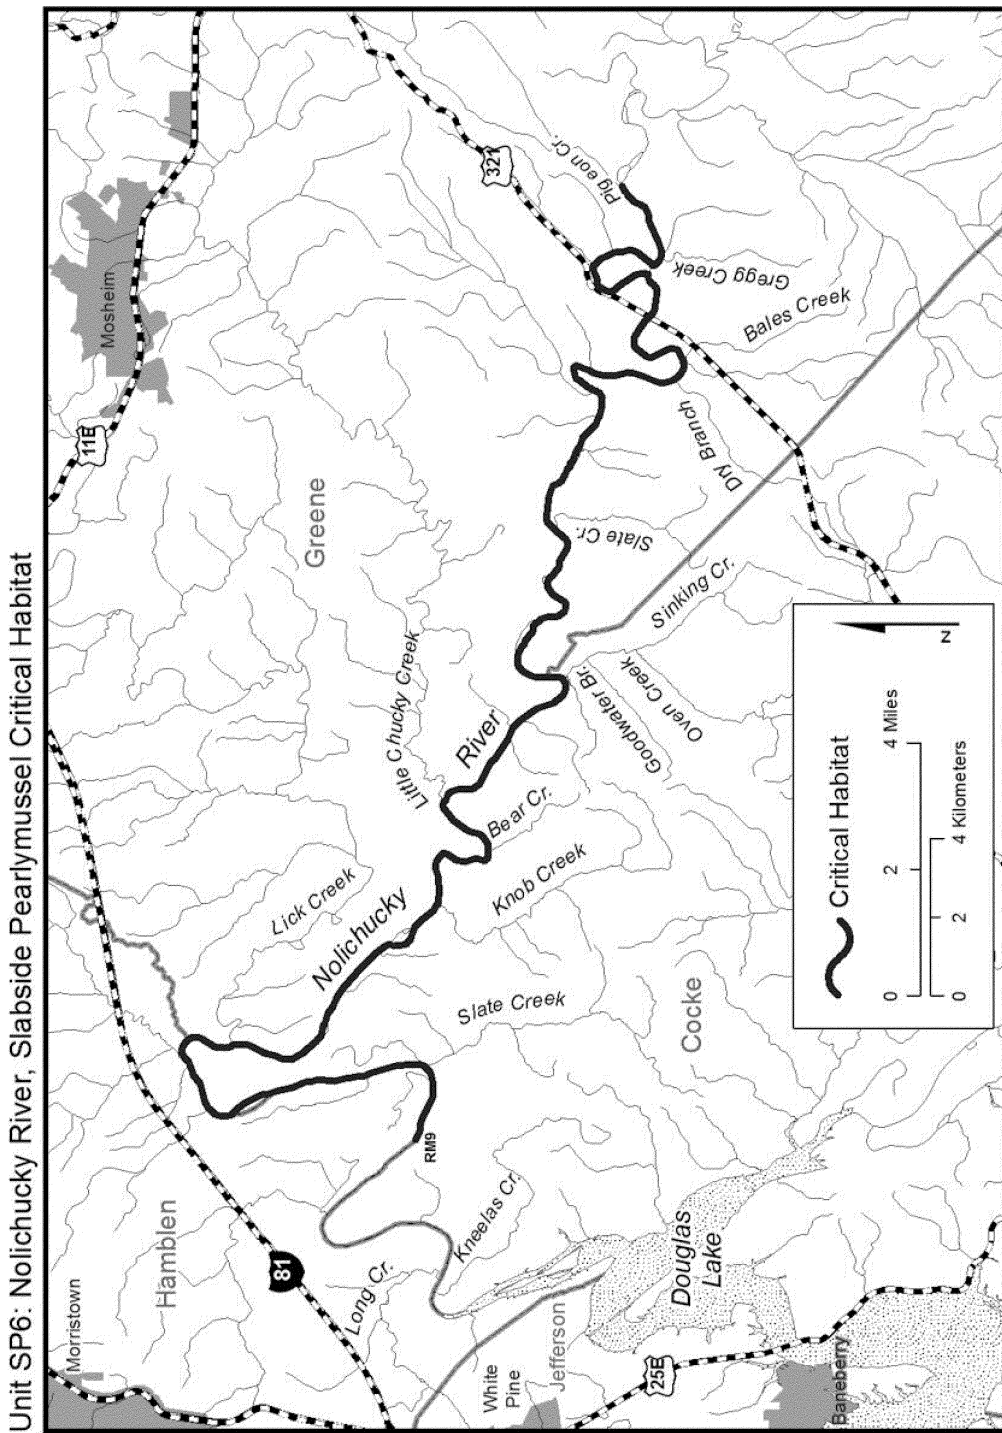 Unit SP6: Nolichucky River, Slabside Pearlymussel Critical Habitat
Morristown
Hamblen
81
11E
Mosheim
Greene
321
Long Cr.
Lick Creek
Little Chucky Creek
Pigeon Cr.
Nolichucky
River
White
Pine
Jefferson
Kneelas Cr.
RM9
Slate Creek
Knob Creek
Bear Cr.
Goodwater Br.
Oven Creek
Sinking Cr.
Slate Cr.
Dry Branch
Bales Creek
Gregg Creek
25E
Douglas
Lake
Cocke
Baneberry
Critical Habitat
0 2 4 Miles
0 2 4 Kilometers
N